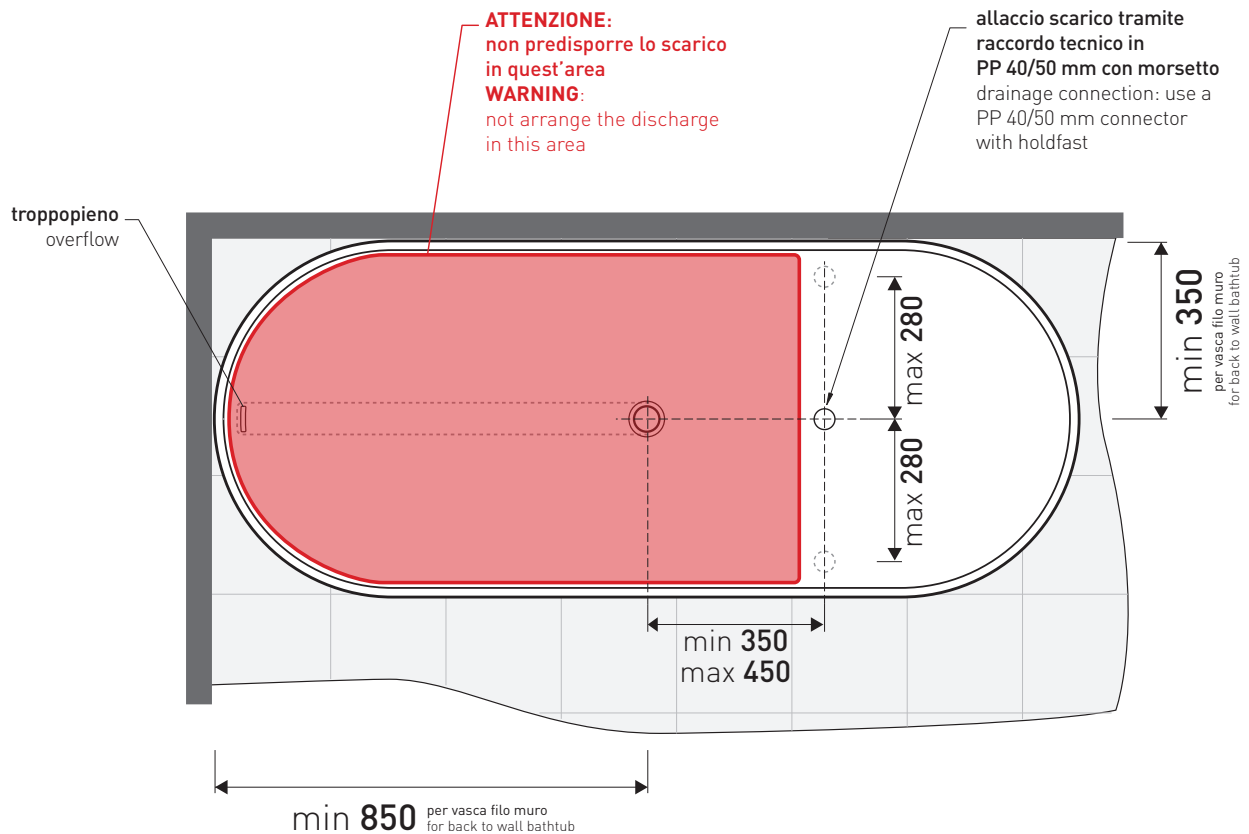 ATTENZIONE:
non predisporre lo scarico
in quest'area
WARNING:
not arrange the discharge
in this area
allaccio scarico tramite
raccordo tecnico in
PP 40/50 mm con morsetto
drainage connection: use a
PP 40/50 mm connector
with holdfast
troppopieno
overflow
max 280
max 280
min 350
per vasca filo muro
for back to wall bathtub
min 350
max 450
min 850
per vasca filo muro
for back to wall bathtub